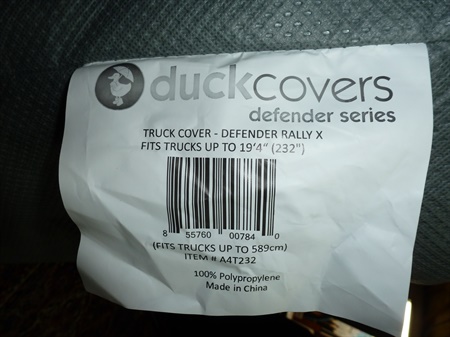 duckcovers
defender series
TRUCK COVER - DEFENDER RALLY X
FITS TRUCKS UP TO 19'4" (232")
8 55760 00784 0
(FITS TRUCKS UP TO 589cm)
ITEM # A4T232
100% Polypropylene
Made in China